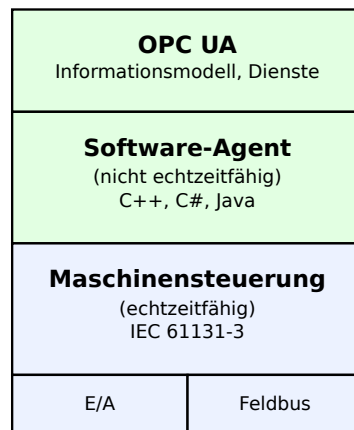 OPC UA
Informationsmodell, Dienste
Software-Agent
(nicht echtzeitfähig)
C++, C#, Java
Maschinensteuerung
(echtzeitfähig)
IEC 61131-3
E/A
Feldbus